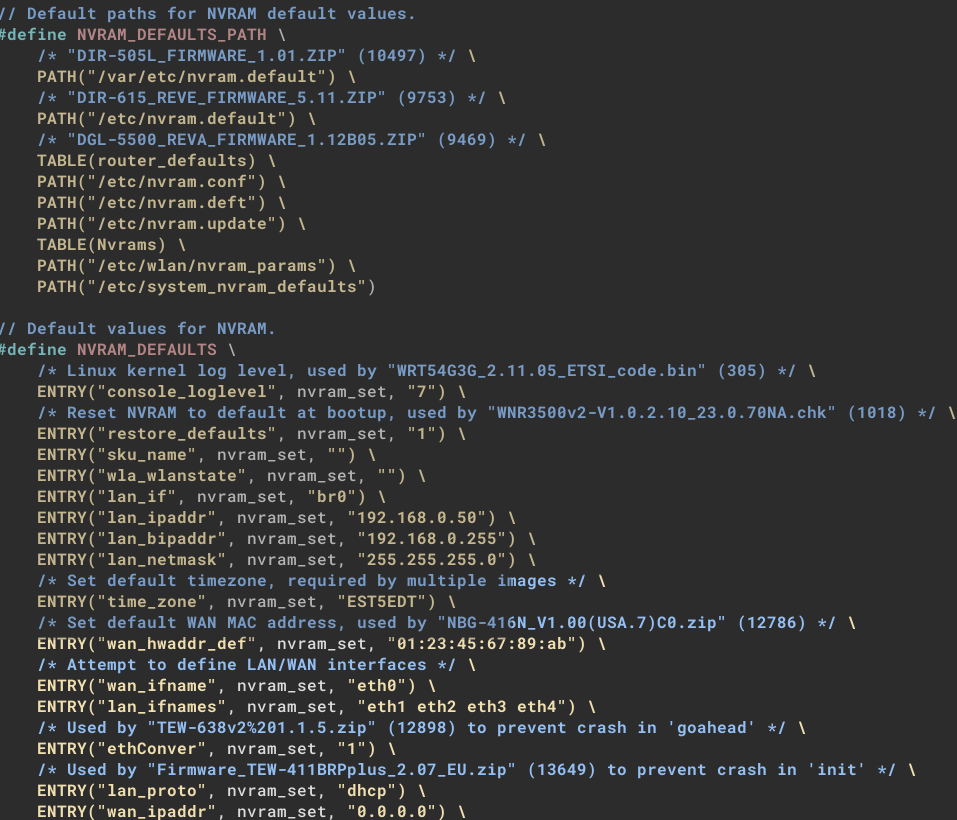 // Default paths for NVRAM default values.
#define NVRAM_DEFAULTS_PATH \
/* "DIR-505L_FIRMWARE_1.01.ZIP" (10497) */ \
PATH("/var/etc/nvram.default") \
/* "DIR-615_REVE_FIRMWARE_5.11.ZIP" (9753) */ \
PATH("/etc/nvram.default") \
/* "DGL-5500_REVA_FIRMWARE_1.12B05.ZIP" (9469) */ \
TABLE(router_defaults) \
PATH("/etc/nvram.conf") \
PATH("/etc/nvram.deft") \
PATH("/etc/nvram.update") \
TABLE(Nvrams) \
PATH("/etc/wlan/nvram_params") \
PATH("/etc/system_nvram_defaults")
// Default values for NVRAM.
#define NVRAM_DEFAULTS \
/* Linux kernel log level, used by "WRT54G3G_2.11.05_ETSI_code.bin" (305) */ \
ENTRY("console_loglevel", nvram_set, "7") \
/* Reset NVRAM to default at bootup, used by "WNR3500v2-V1.0.2.10_23.0.70NA.chk" (1018) */ \
ENTRY("restore_defaults", nvram_set, "1") \
ENTRY("sku_name", nvram_set, "") \
ENTRY("wla_wlanstate", nvram_set, "") \
ENTRY("lan_if", nvram_set, "br0") \
ENTRY("lan_ipaddr", nvram_set, "192.168.0.50") \
ENTRY("lan_bipaddr", nvram_set, "192.168.0.255") \
ENTRY("lan_netmask", nvram_set, "255.255.255.0") \
/* Set default timezone, required by multiple images */ \
ENTRY("time_zone", nvram_set, "EST5EDT") \
/* Set default WAN MAC address, used by "NBG-416N_V1.00(USA.7)C0.zip" (12786) */ \
ENTRY("wan_hwaddr_def", nvram_set, "01:23:45:67:89:ab") \
/* Attempt to define LAN/WAN interfaces */ \
ENTRY("wan_ifname", nvram_set, "eth0") \
ENTRY("lan_ifnames", nvram_set, "eth1 eth2 eth3 eth4") \
/* Used by "TEW-638v2%201.1.5.zip" (12898) to prevent crash in 'goahead' */ \
ENTRY("ethConver", nvram_set, "1") \
/* Used by "Firmware_TEW-411BRPplus_2.07_EU.zip" (13649) to prevent crash in 'init' */ \
ENTRY("lan_proto", nvram_set, "dhcp") \
ENTRY("wan_ipaddr", nvram_set, "0.0.0.0") \